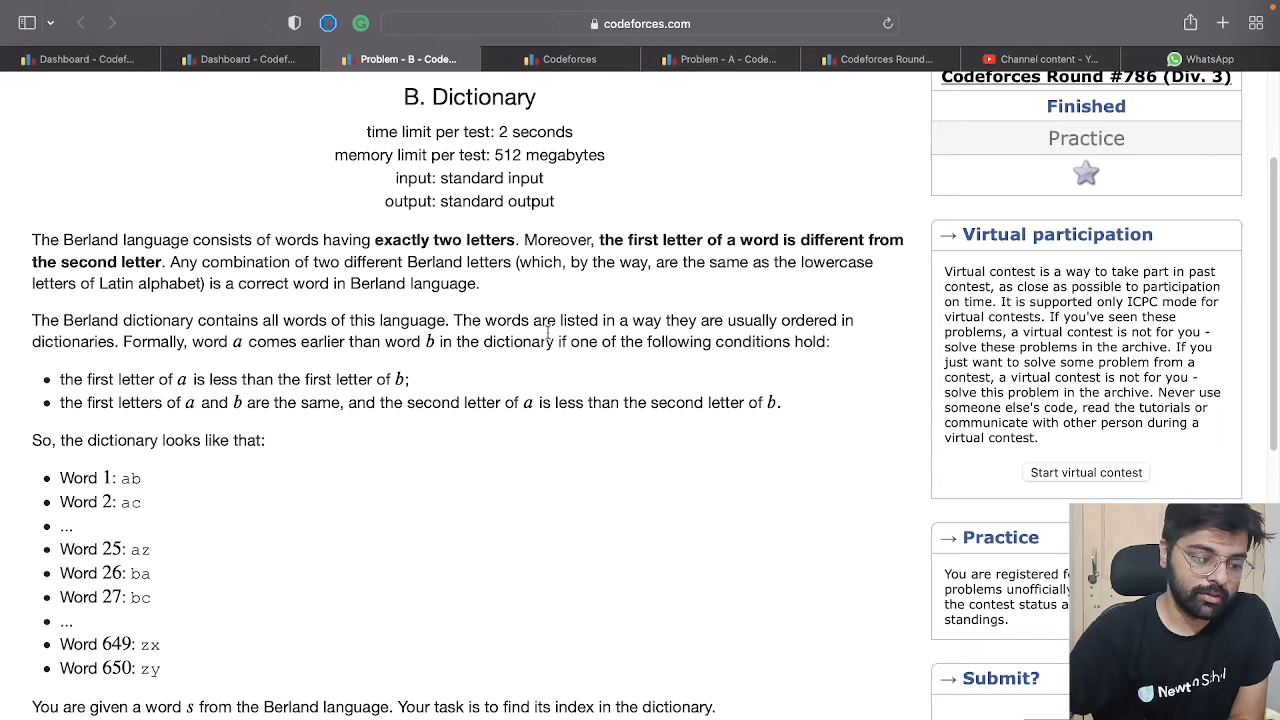 codeforces.com
Dashboard - Codef...
Dashboard - Codef...
Problem - B - Code...
Codeforces
Problem - A - Code...
Codeforces Round...
Channel content - Y...
WhatsApp
B. Dictionary
time limit per test: 2 seconds
memory limit per test: 512 megabytes
input: standard input
output: standard output
The Berland language consists of words having exactly two letters. Moreover, the first letter of a word is different from
the second letter. Any combination of two different Berland letters (which, by the way, are the same as the lowercase
letters of Latin alphabet) is a correct word in Berland language.
The Berland dictionary contains all words of this language. The words are listed in a way they are usually ordered in
dictionaries. Formally, word a comes earlier than word b in the dictionary if one of the following conditions hold:
• the first letter of a is less than the first letter of b;
• the first letters of a and b are the same, and the second letter of a is less than the second letter of b.
So, the dictionary looks like that:
• Word 1: ab
• Word 2: ac
• ...
• Word 25: az
• Word 26: ba
• Word 27: bc
• ...
• Word 649: zx
• Word 650: zy
You are given a word s from the Berland language. Your task is to find its index in the dictionary.
Codeforces Round #786 (Div. 3)
Finished
Practice
→ Virtual participation
Virtual contest is a way to take part in past
contest, as close as possible to participation
on time. It is supported only ICPC mode for
virtual contests. If you've seen these
problems, a virtual contest is not for you -
solve these problems in the archive. If you
just want to solve some problem from a
contest, a virtual contest is not for you -
solve this problem in the archive. Never use
someone else's code, read the tutorials or
communicate with other person during a
virtual contest.
Start virtual contest
→ Practice
You are registered
problems unofficially
the contest status
standings.
→ Submit?
Newton